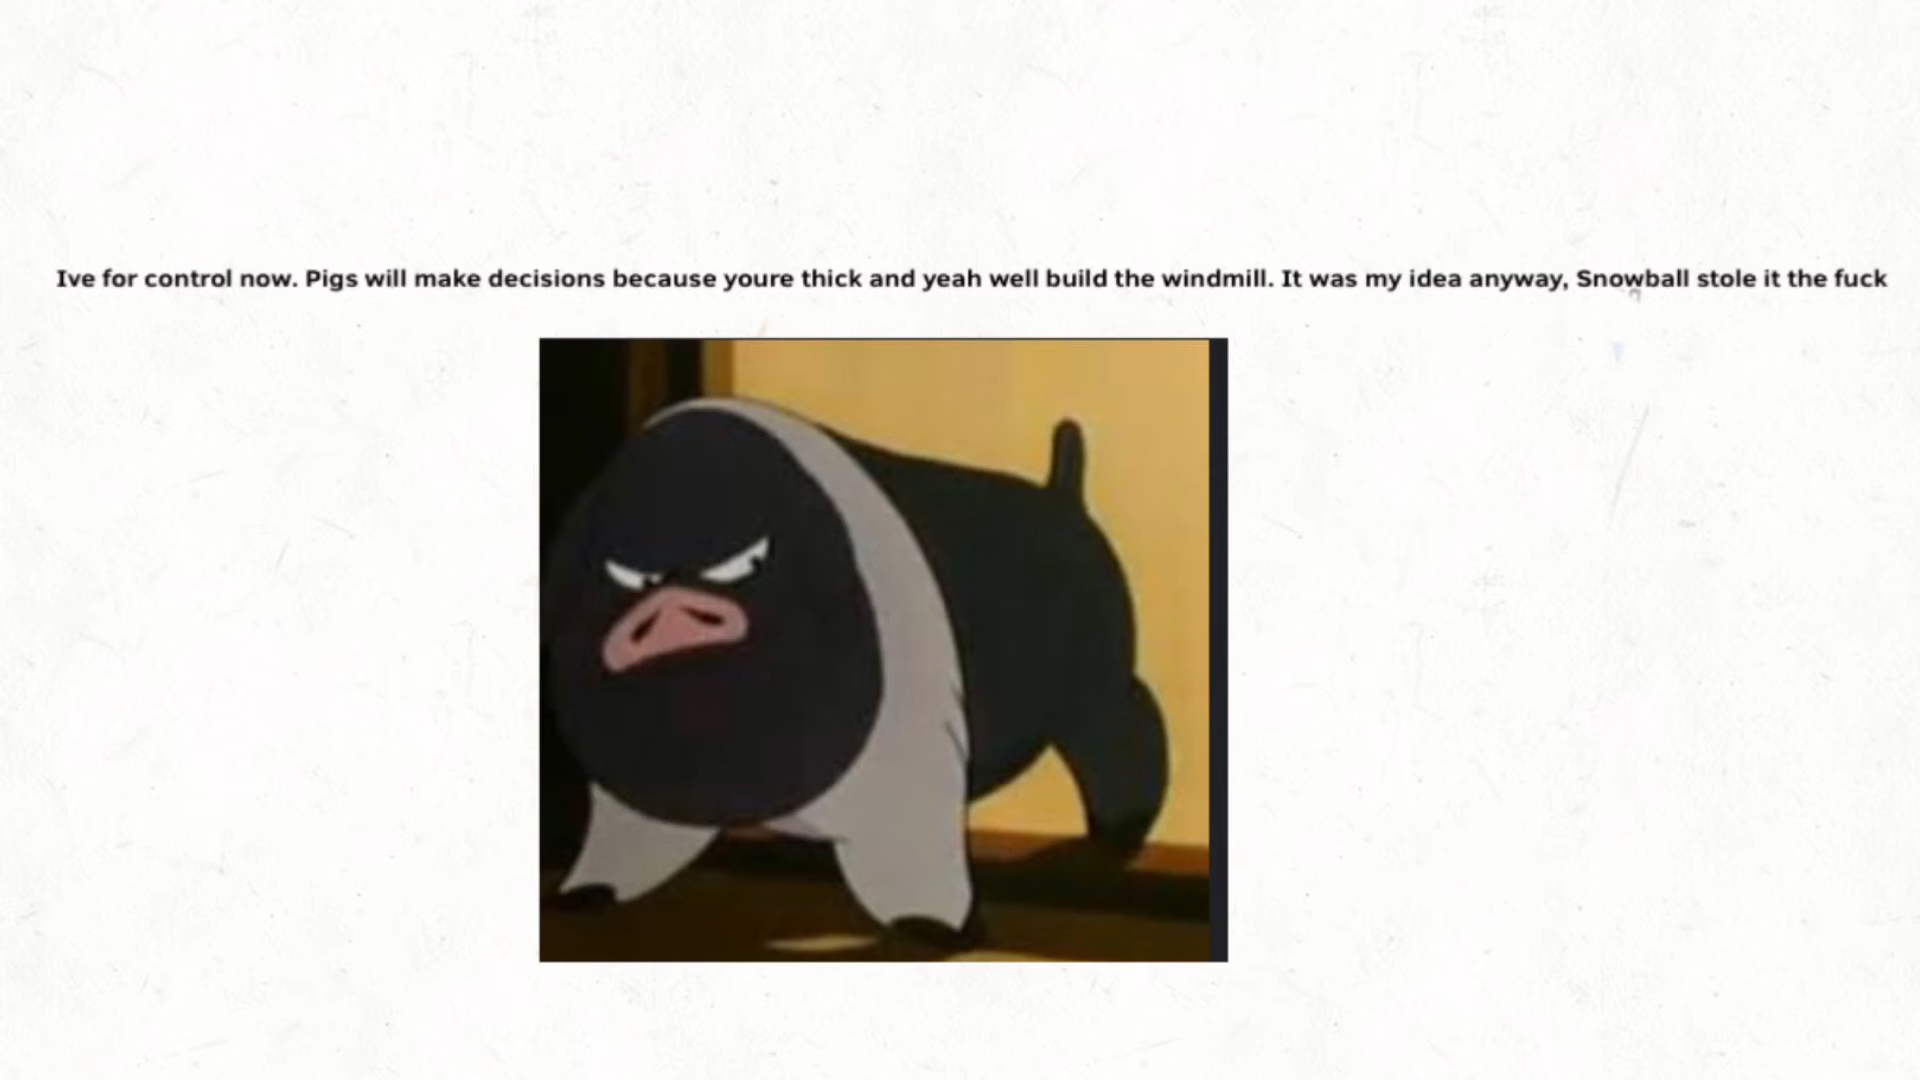 Ive for control now. Pigs will make decisions because youre thick and yeah well build the windmill. It was my idea anyway, Snowball stole it the fuck